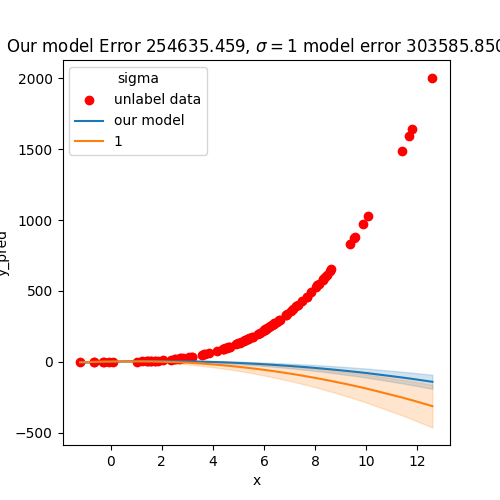 Our model Error 254635.459, σ = 1 model error 303585.850
sigma
unlabel data
our model
1
2000
1500
1000
500
0
−500
y_pred
0 2 4 6 8 10 12
x